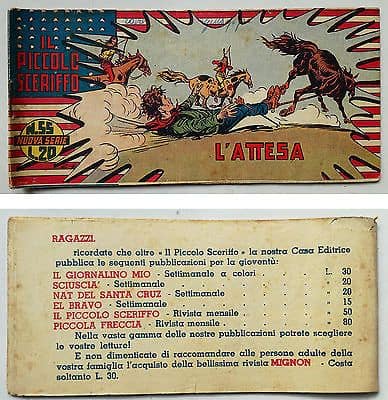 IL
PICCOLO
SCERIFFO
N.55
NUOVA SERIE
L.20
L'ATTESA
RAGAZZI,
ricordate che oltre « Il Piccolo Sceriffo » la nostra Casa Editrice
pubblica le seguenti pubblicazioni per la gioventù:
IL GIORNALINO MIO - Settimanale a colori - L. 30
SCIUSCIA' - Settimanale - » 20
NAT DEL SANTA CRUZ - Settimanale - » 20
EL BRAVO - Settimanale - » 15
IL PICCOLO SCERIFFO - Rivista mensile - » 50
PICCOLA FRECCIA - Rivista mensile - » 80
Nella vasta gamma delle nostre pubblicazioni potrete scegliere
le vostre letture!
E non dimenticate di raccomandare alle persone adulte della
vostra famiglia l'acquisto della bellissima rivista MIGNON - Costa
soltanto L. 30.